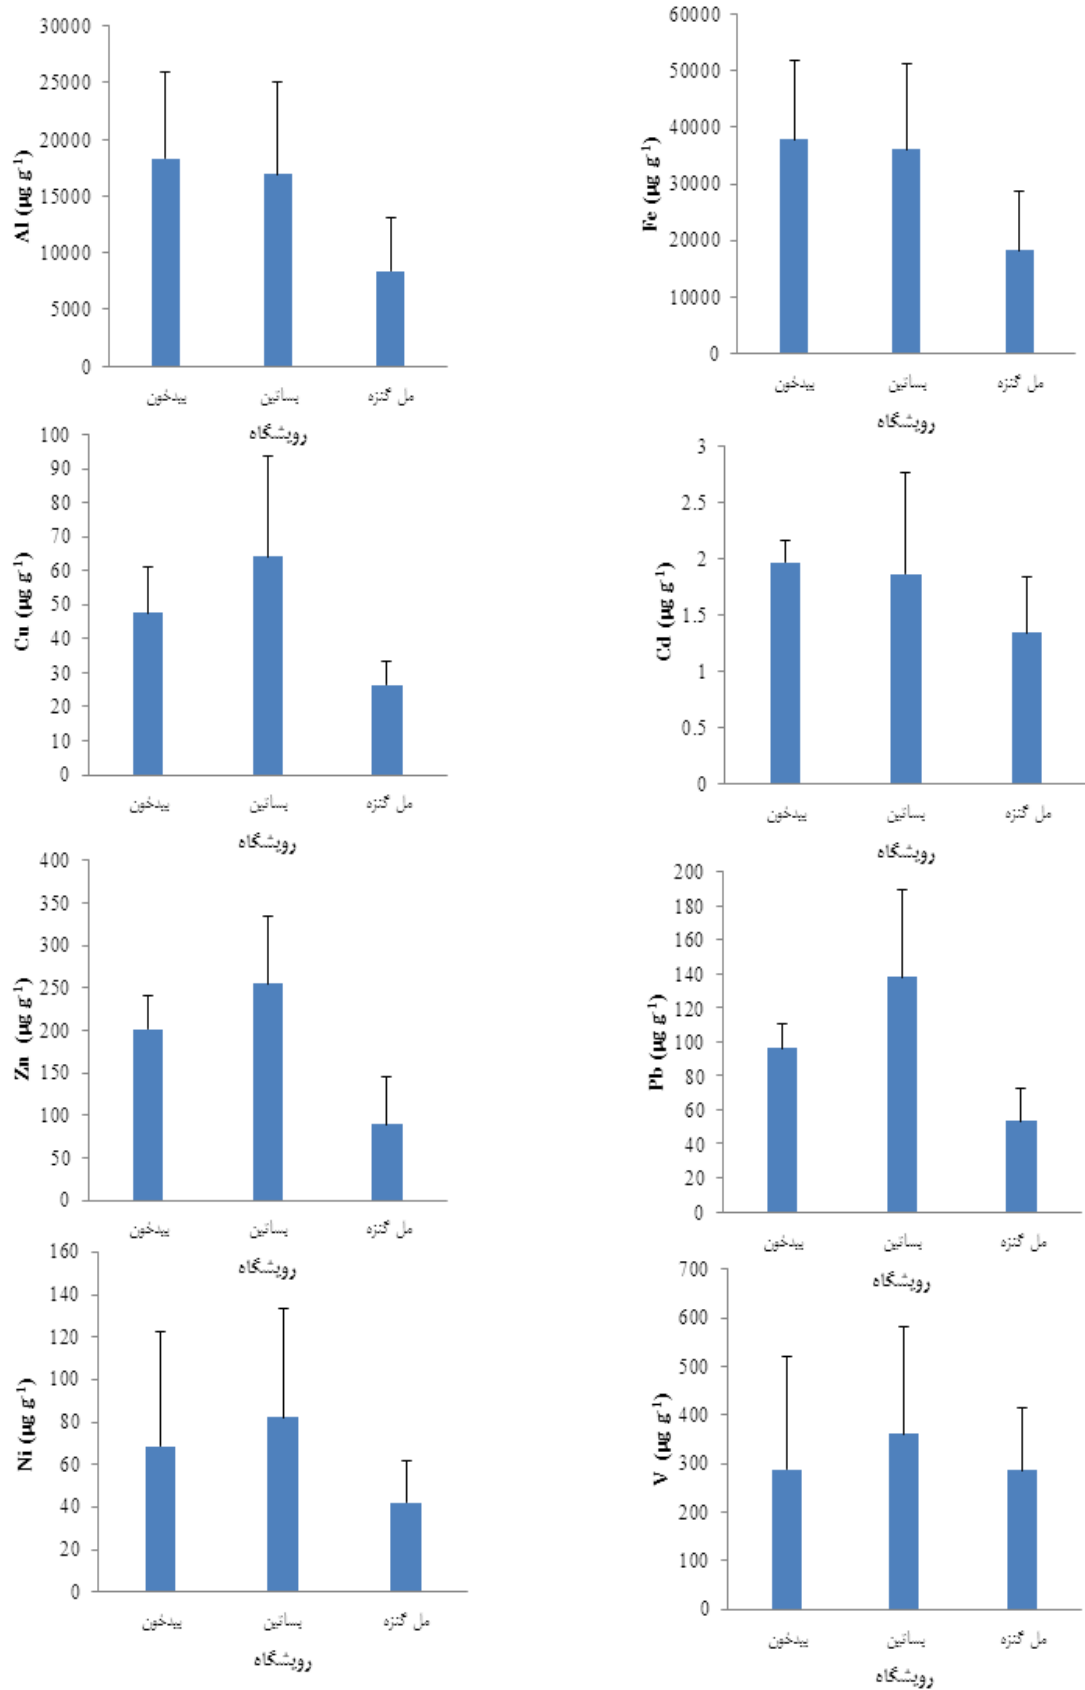 Al (µg g-1)
30000
25000
20000
15000
10000
5000
0
بیدخون
بساتین
مل گنزه
رویشگاه
Fe (µg g-1)
60000
50000
40000
30000
20000
10000
0
بیدخون
بساتین
مل گنزه
رویشگاه
Cu (µg g-1)
100
90
80
70
60
50
40
30
20
10
0
بیدخون
بساتین
مل گنزه
رویشگاه
Cd (µg g-1)
3
2.5
2
1.5
1
0.5
0
بیدخون
بساتین
مل گنزه
رویشگاه
Zn (µg g-1)
400
350
300
250
200
150
100
50
0
بیدخون
بساتین
مل گنزه
رویشگاه
Pb (µg g-1)
200
180
160
140
120
100
80
60
40
20
0
بیدخون
بساتین
مل گنزه
رویشگاه
Ni (µg g-1)
160
140
120
100
80
60
40
20
0
بیدخون
بساتین
مل گنزه
رویشگاه
V (µg g-1)
700
600
500
400
300
200
100
0
بیدخون
بساتین
مل گنزه
رویشگاه